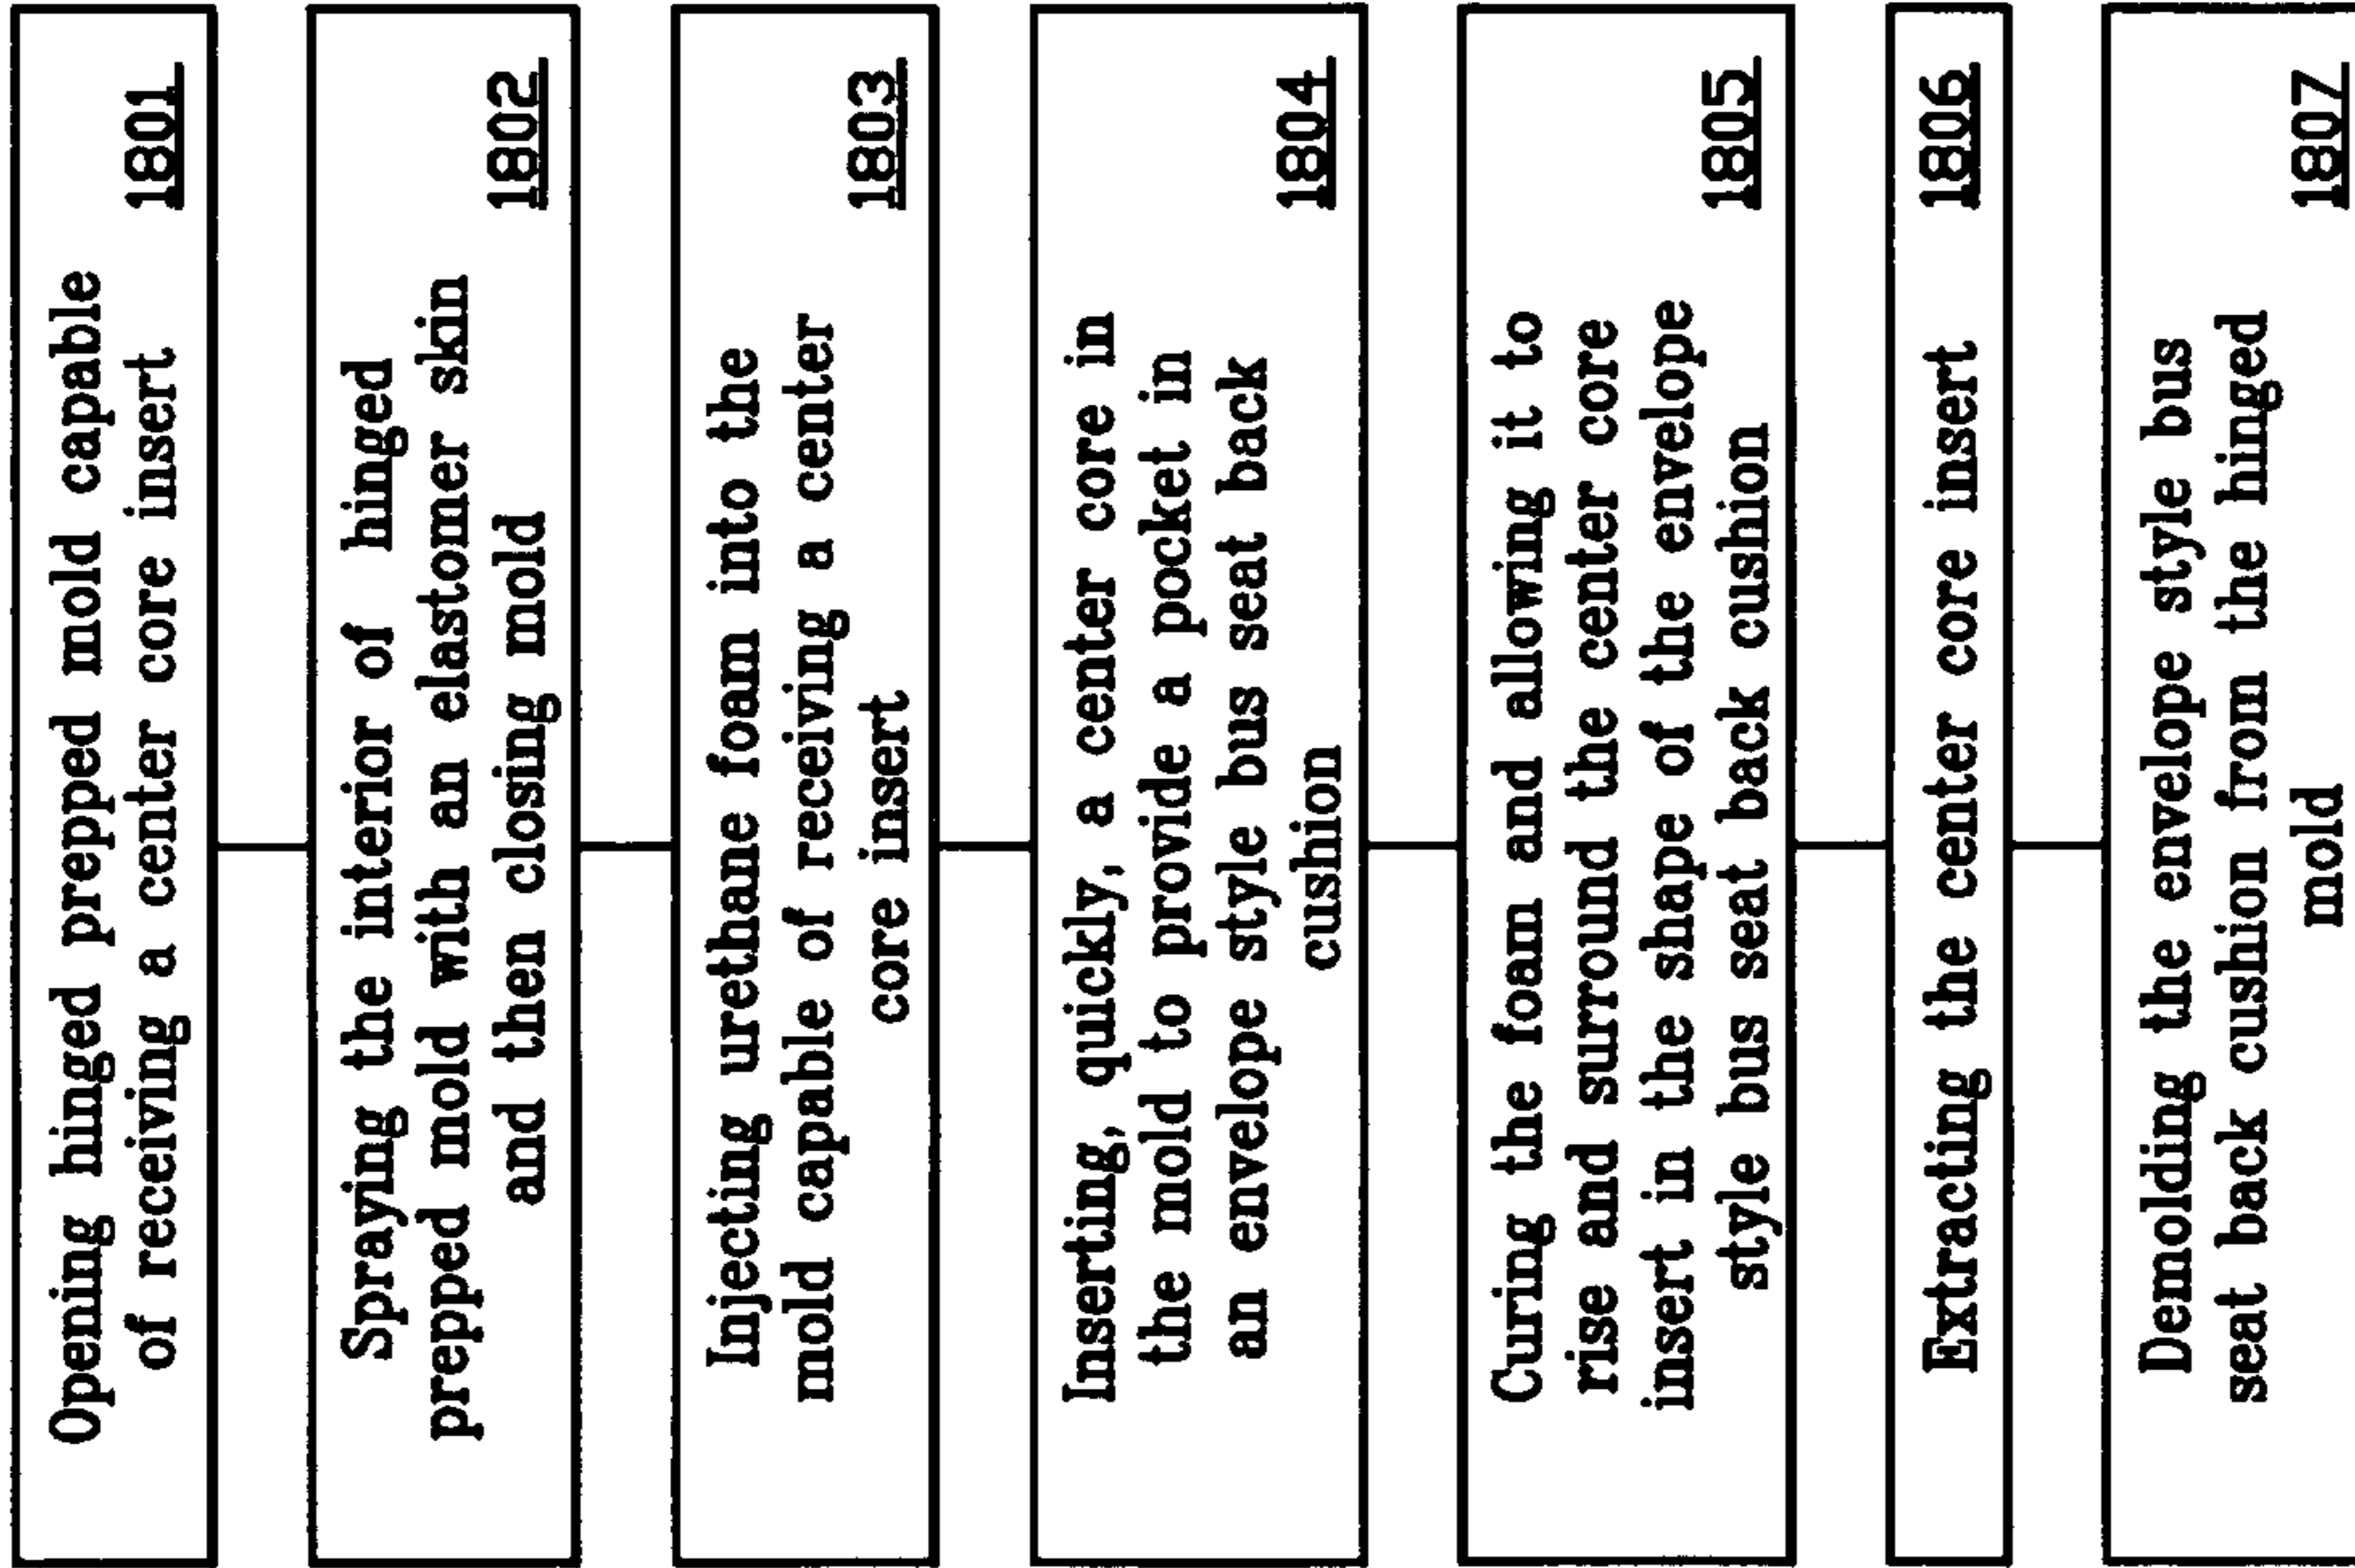 Opening hinged prepped mold capable
of receiving a center core insert
1801
Spraying the interior of hinged
prepped mold with an elastomer skin
and then closing mold
1802
Injecting urethane foam into the
mold capable of receiving a center
core insert
1803
Inserting, quickly, a center core in
the mold to provide a pocket in
an envelope style bus seat back
cushion
1804
Curing the foam and allowing it to
rise and surround the center core
insert in the shape of the envelope
style bus seat back cushion
1805
Extracting the center core insert
1806
Demolding the envelope style bus
seat back cushion from the hinged
mold
1807